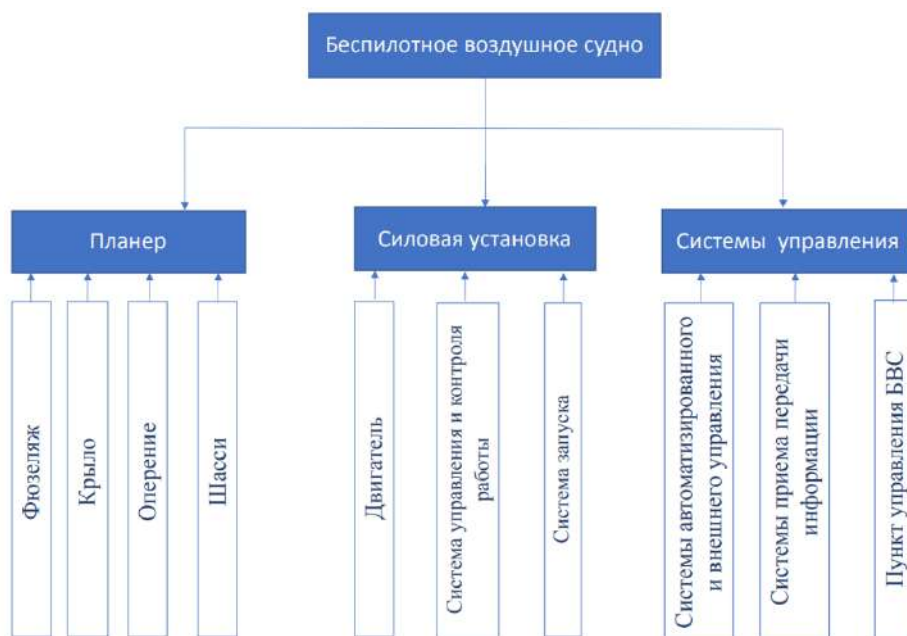 Беспилотное воздушное судно
Планер
Силовая установка
Системы управления
Фюзеляж
Крыло
Оперение
Шасси
Двигатель
Система управления и контроля
работы
Система запуска
Системы автоматизированного
и внешнего управления
Системы приема передачи
информации
Пункт управления БВС